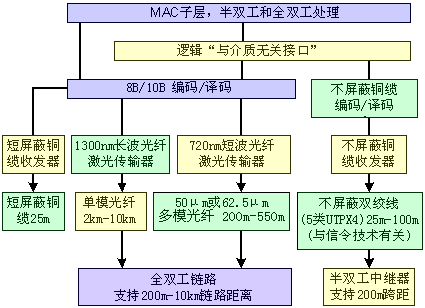 MAC子层，半双工和全双工处理
逻辑“与介质无关接口”
8B/10B 编码/译码
不屏蔽铜缆
编码/译码
短屏蔽铜
缆收发器
1300nm长波光纤
激光传输器
720nm短波光纤
激光传输器
不屏蔽铜
缆收发器
短屏蔽铜
缆25m
单模光纤
2km-10km
50μm或62.5μm
多模光纤 200m-550m
不屏蔽双绞线
(5类UTPX4)25m-100m
(与信令技术有关)
全双工链路
支持200m-10km链路距离
半双工中继器
支持200m跨距